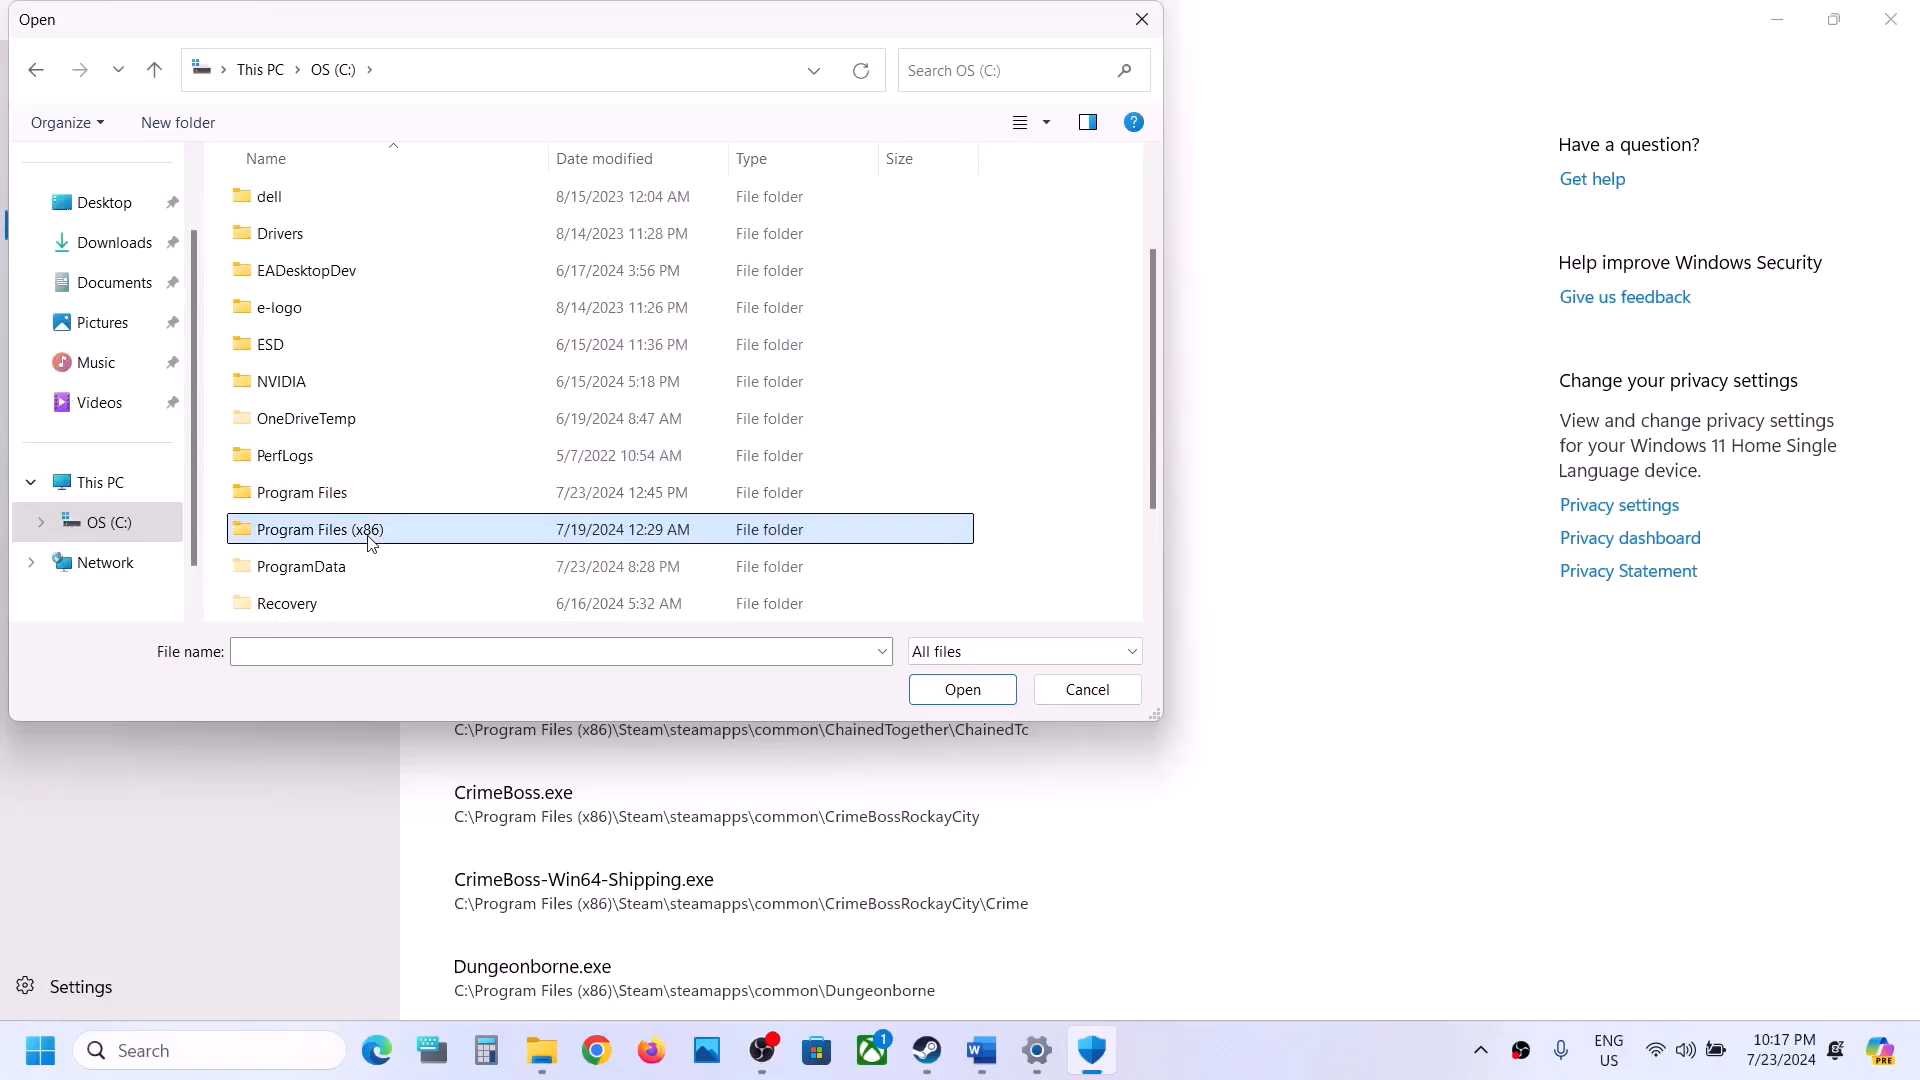 Open
This PC
OS (C:)
Search OS (C:)
Organize
New folder
Name
Date modified
Type
Size
Desktop
Downloads
Documents
Pictures
Music
Videos
This PC
OS (C:)
Network
dell 8/15/2023 12:04 AM File folder
Drivers 8/14/2023 11:28 PM File folder
EADesktopDev 6/17/2024 3:56 PM File folder
e-logo 8/14/2023 11:26 PM File folder
ESD 6/15/2024 11:36 PM File folder
NVIDIA 6/15/2024 5:18 PM File folder
OneDriveTemp 6/19/2024 8:47 AM File folder
PerfLogs 5/7/2022 10:54 AM File folder
Program Files 7/23/2024 12:45 PM File folder
Program Files (x86) 7/19/2024 12:29 AM File folder
ProgramData 7/23/2024 8:28 PM File folder
Recovery 6/16/2024 5:32 AM File folder
File name:
All files
Open
Cancel
Have a question?
Get help
Help improve Windows Security
Give us feedback
Change your privacy settings
View and change privacy settings
for your Windows 11 Home Single
Language device.
Privacy settings
Privacy dashboard
Privacy Statement
C:\Program Files (x86)\Steam\steamapps\common\ChainedTogether\ChainedTc
CrimeBoss.exe
C:\Program Files (x86)\Steam\steamapps\common\CrimeBossRockayCity
CrimeBoss-Win64-Shipping.exe
C:\Program Files (x86)\Steam\steamapps\common\CrimeBossRockayCity\Crime
Dungeonborne.exe
C:\Program Files (x86)\Steam\steamapps\common\Dungeonborne
Settings
Search
1
ENG
US
10:17 PM
7/23/2024
PRE